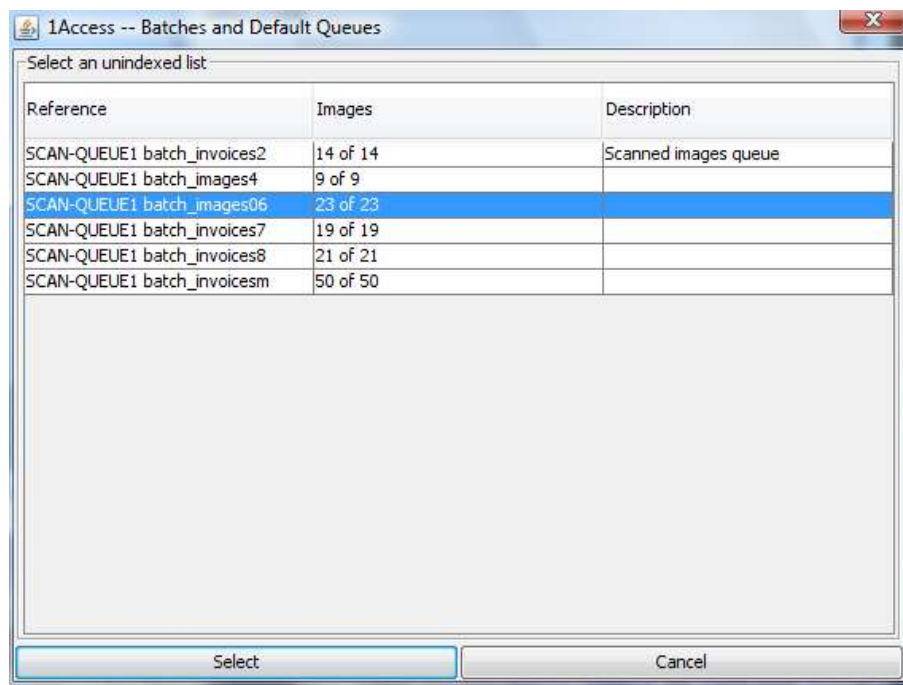 1Access -- Batches and Default Queues
Select an unindexed list
Reference Images Description
SCAN-QUEUE1 batch_invoices2 14 of 14 Scanned images queue
SCAN-QUEUE1 batch_images4 9 of 9
SCAN-QUEUE1 batch_images06 23 of 23
SCAN-QUEUE1 batch_invoices7 19 of 19
SCAN-QUEUE1 batch_invoices8 21 of 21
SCAN-QUEUE1 batch_invoicesm 50 of 50
Select Cancel